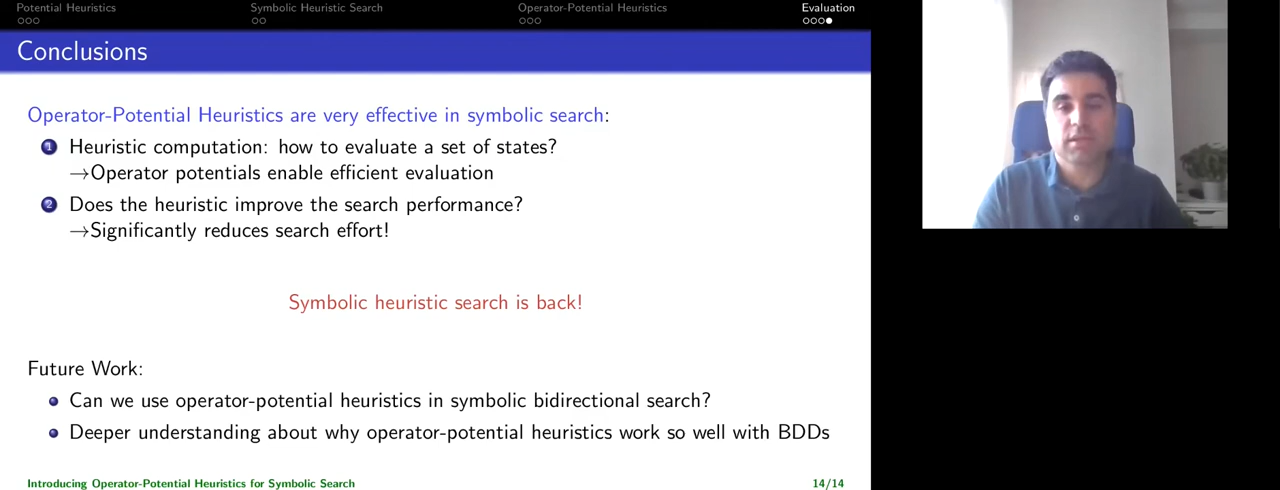 Potential Heuristics Symbolic Heuristic Search Operator-Potential Heuristics Evaluation
Conclusions
Operator-Potential Heuristics are very effective in symbolic search:
1 Heuristic computation: how to evaluate a set of states?
→Operator potentials enable efficient evaluation
2 Does the heuristic improve the search performance?
→Significantly reduces search effort!
Symbolic heuristic search is back!
Future Work:
Can we use operator-potential heuristics in symbolic bidirectional search?
Deeper understanding about why operator-potential heuristics work so well with BDDs
Introducing Operator-Potential Heuristics for Symbolic Search 14/14